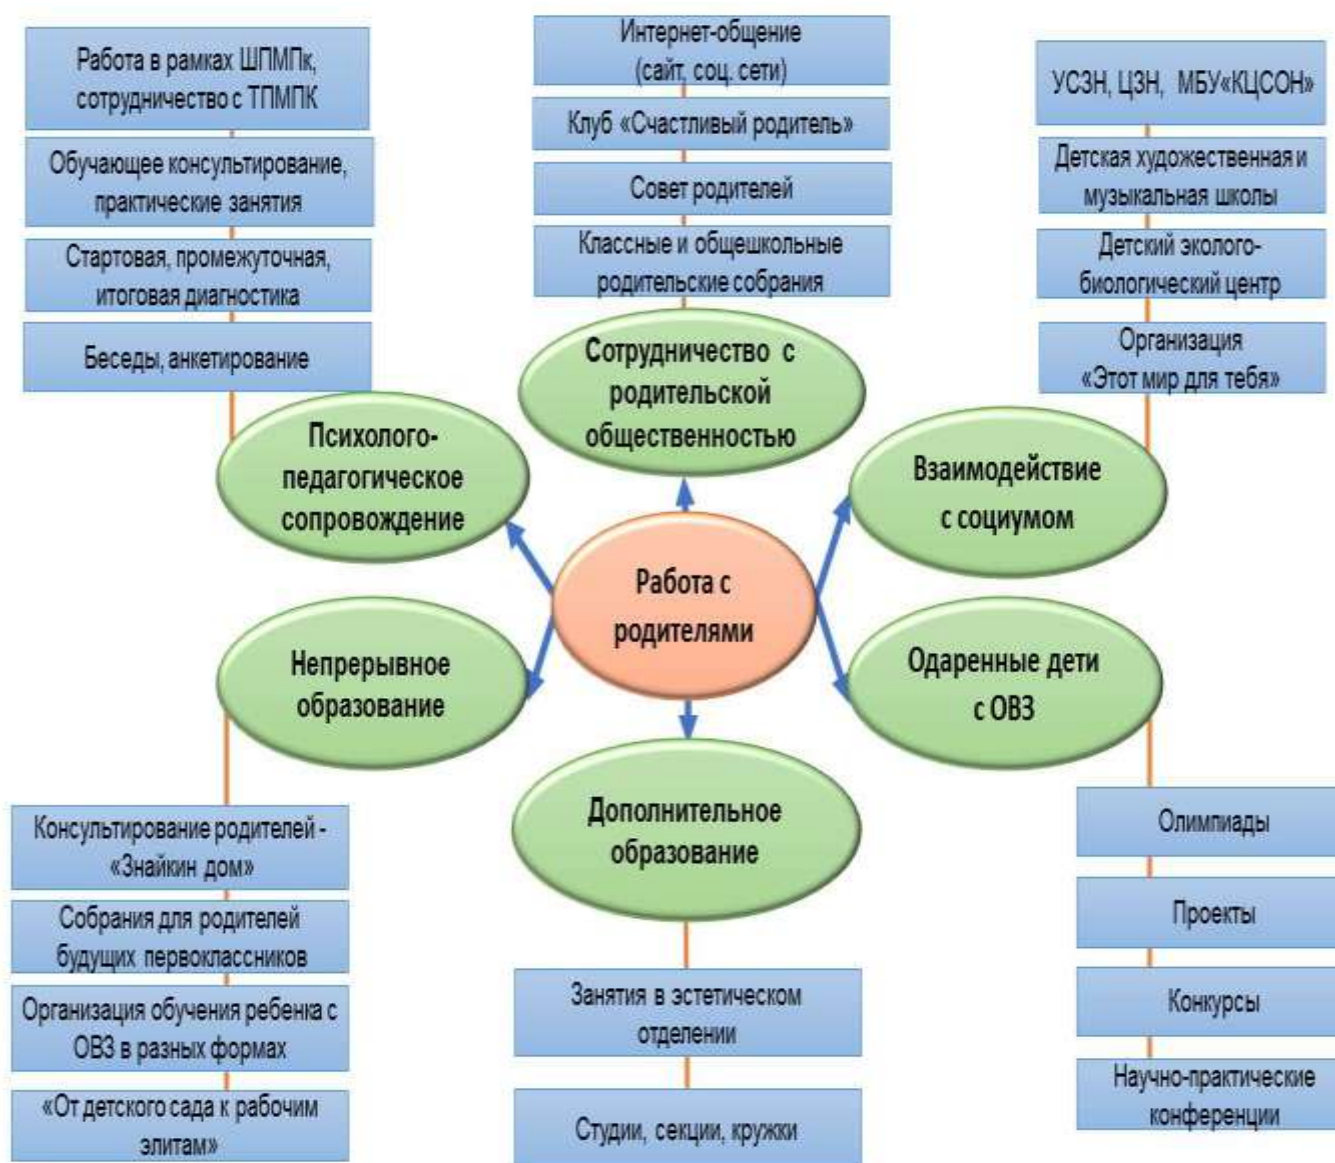 Работа в рамках ШПМПк,
сотрудничество с ТПМПК
Обучающее консультирование,
практические занятия
Стартовая, промежуточная,
итоговая диагностика
Беседы, анкетирование
Интернет-общение
(сайт, соц. сети)
Клуб «Счастливый родитель»
Совет родителей
Классные и общешкольные
родительские собрания
УСЗН, ЦЗН, МБУ«КЦСОН»
Детская художественная и
музыкальная школы
Детский эколого-
биологический центр
Организация
«Этот мир для тебя»
Психолого-
педагогическое
сопровождение
Сотрудничество с
родительской
общественностью
Взаимодействие
с социумом
Работа с
родителями
Непрерывное
образование
Одаренные дети
с ОВЗ
Дополнительное
образование
Консультирование родителей -
«Знайкин дом»
Собрания для родителей
будущих первоклассников
Организация обучения ребенка с
ОВЗ в разных формах
«От детского сада к рабочим
элитам»
Занятия в эстетическом
отделении
Студии, секции, кружки
Олимпиады
Проекты
Конкурсы
Научно-практические
конференции